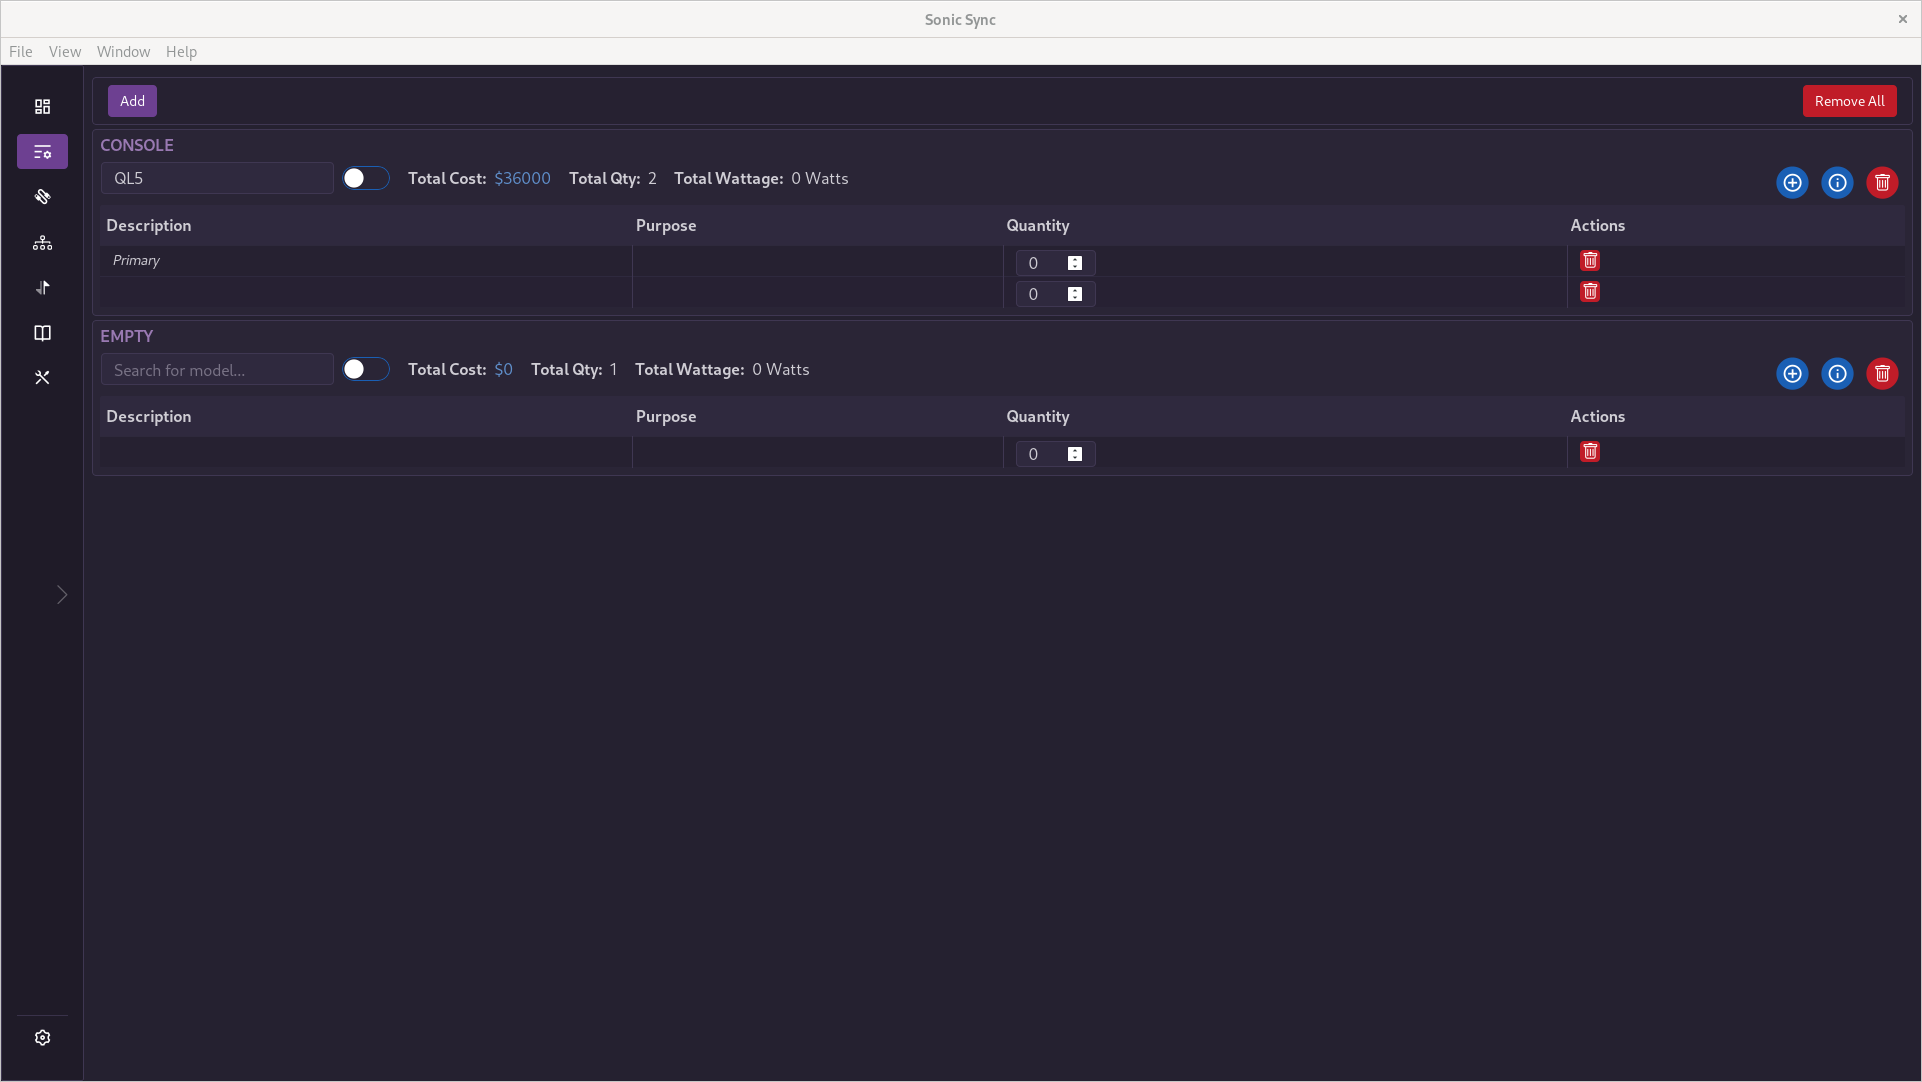 Sonic Sync
File View Window Help
Add Remove All
CONSOLE
QL5 Total Cost: $36000 Total Qty: 2 Total Wattage: 0 Watts
Description Purpose Quantity Actions
Primary 0
0
EMPTY
Search for model... Total Cost: $0 Total Qty: 1 Total Wattage: 0 Watts
Description Purpose Quantity Actions
0